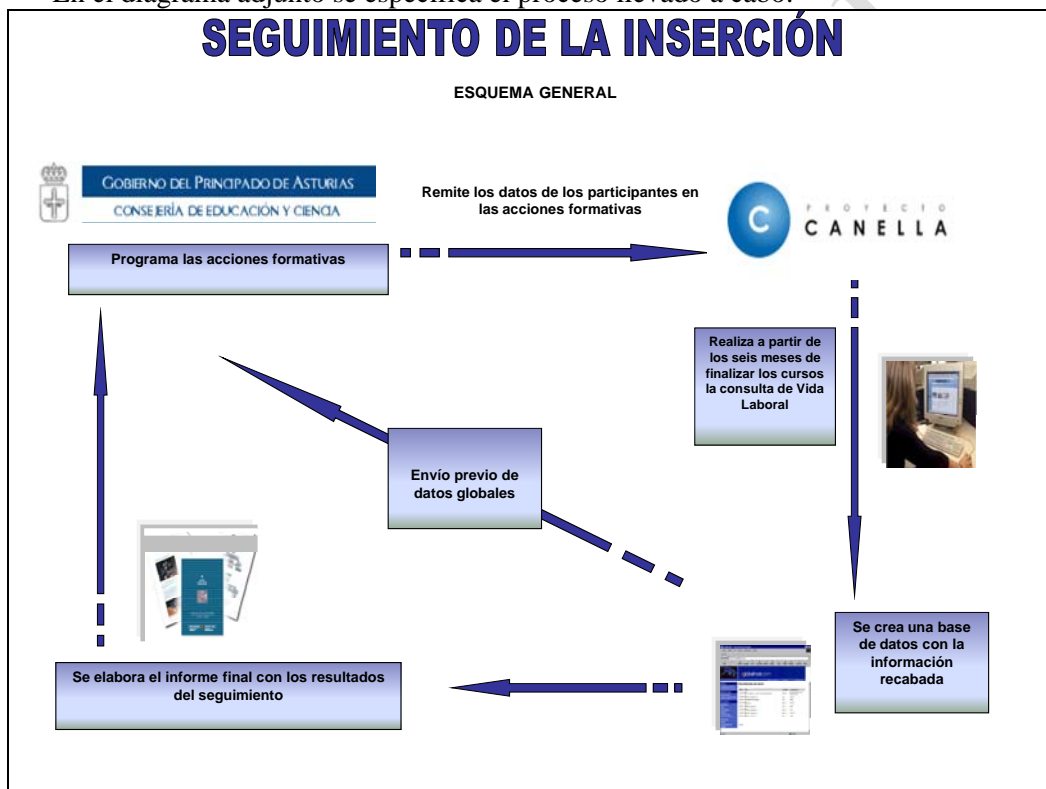 En el diagrama adjunto se especifica el proceso llevado a cabo.
SEGUIMIENTO DE LA INSERCIÓN
ESQUEMA GENERAL
GOBIERNO DEL PRINCIPADO DE ASTURIAS
CONSEJERÍA DE EDUCACIÓN Y CIENCIA
Remite los datos de los participantes en
las acciones formativas
C
PROYECTO
CANELLA
Programa las acciones formativas
Realiza a partir de
los seis meses de
finalizar los cursos
la consulta de Vida
Laboral
Envío previo de
datos globales
Se crea una base
de datos con la
información
recabada
Se elabora el informe final con los resultados
del seguimiento